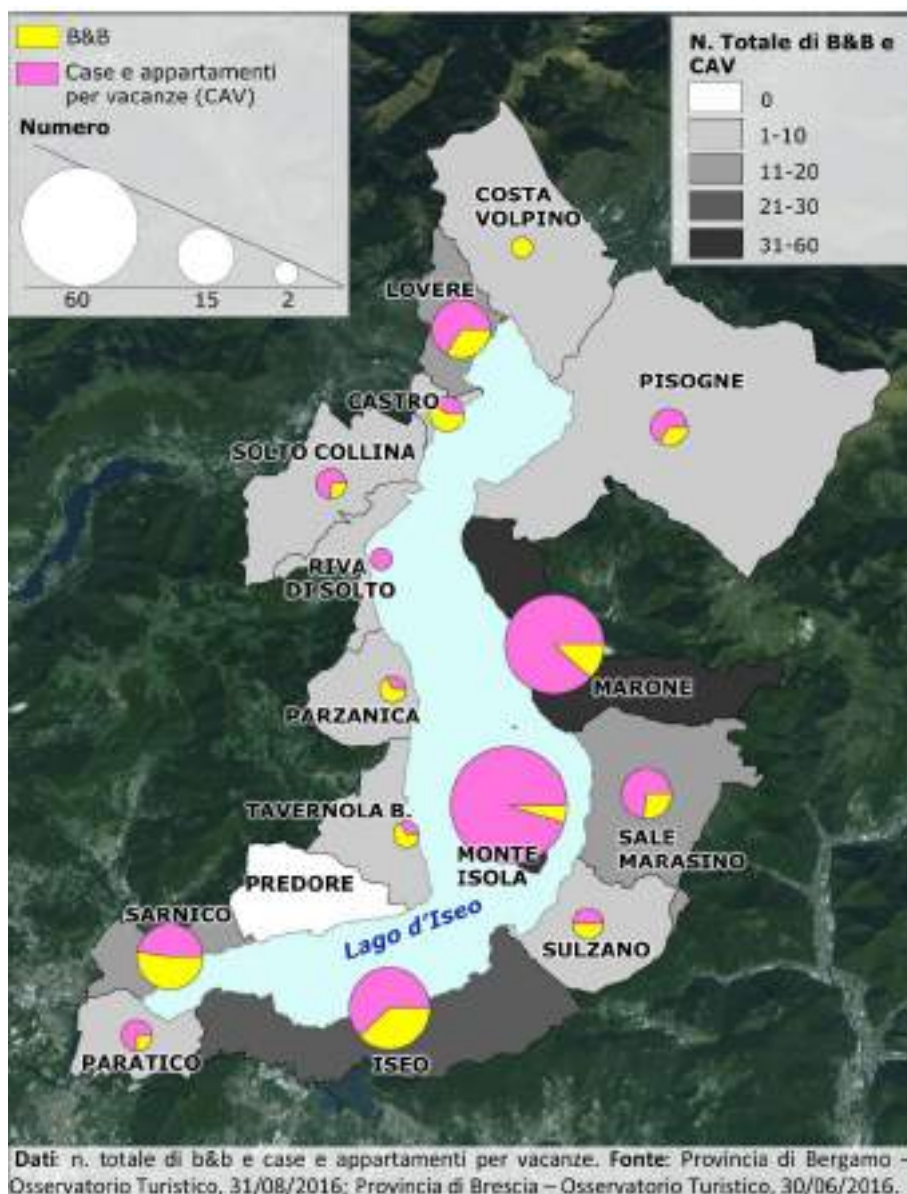 B&B
Case e appartamenti
per vacanze (CAV)
Numero
60 15 2
N. Totale di B&B e
CAV
0
1-10
11-20
21-30
31-60
COSTA
VOLPINO
LOVERE
PISOGNE
CASTRO
SOLTO COLLINA
RIVA
DI SOLTO
MARONE
PARZANICA
TAVERNOLA B.
MONTE
ISOLA
SALE
MARASINO
PREDORE
SARNICO
Lago d'Iseo
SULZANO
PARATICO
ISEO
Dati: n. totale di b&b e case e appartamenti per vacanze. Fonte: Provincia di Bergamo –
Osservatorio Turistico, 31/08/2016; Provincia di Brescia – Osservatorio Turistico, 30/06/2016.